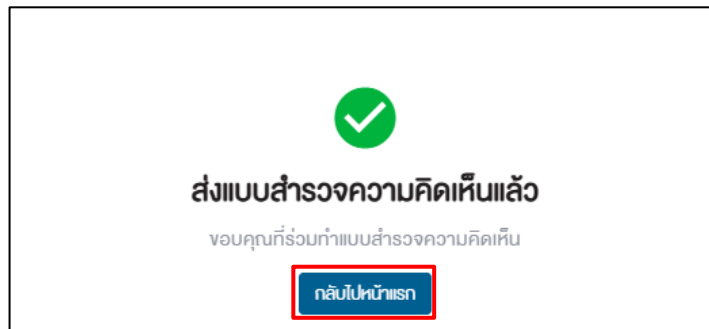 ส่งแบบสำรวจความคิดเห็นแล้ว
ขอบคุณที่ร่วมทำแบบสำรวจความคิดเห็น
กลับไปหน้าแรก